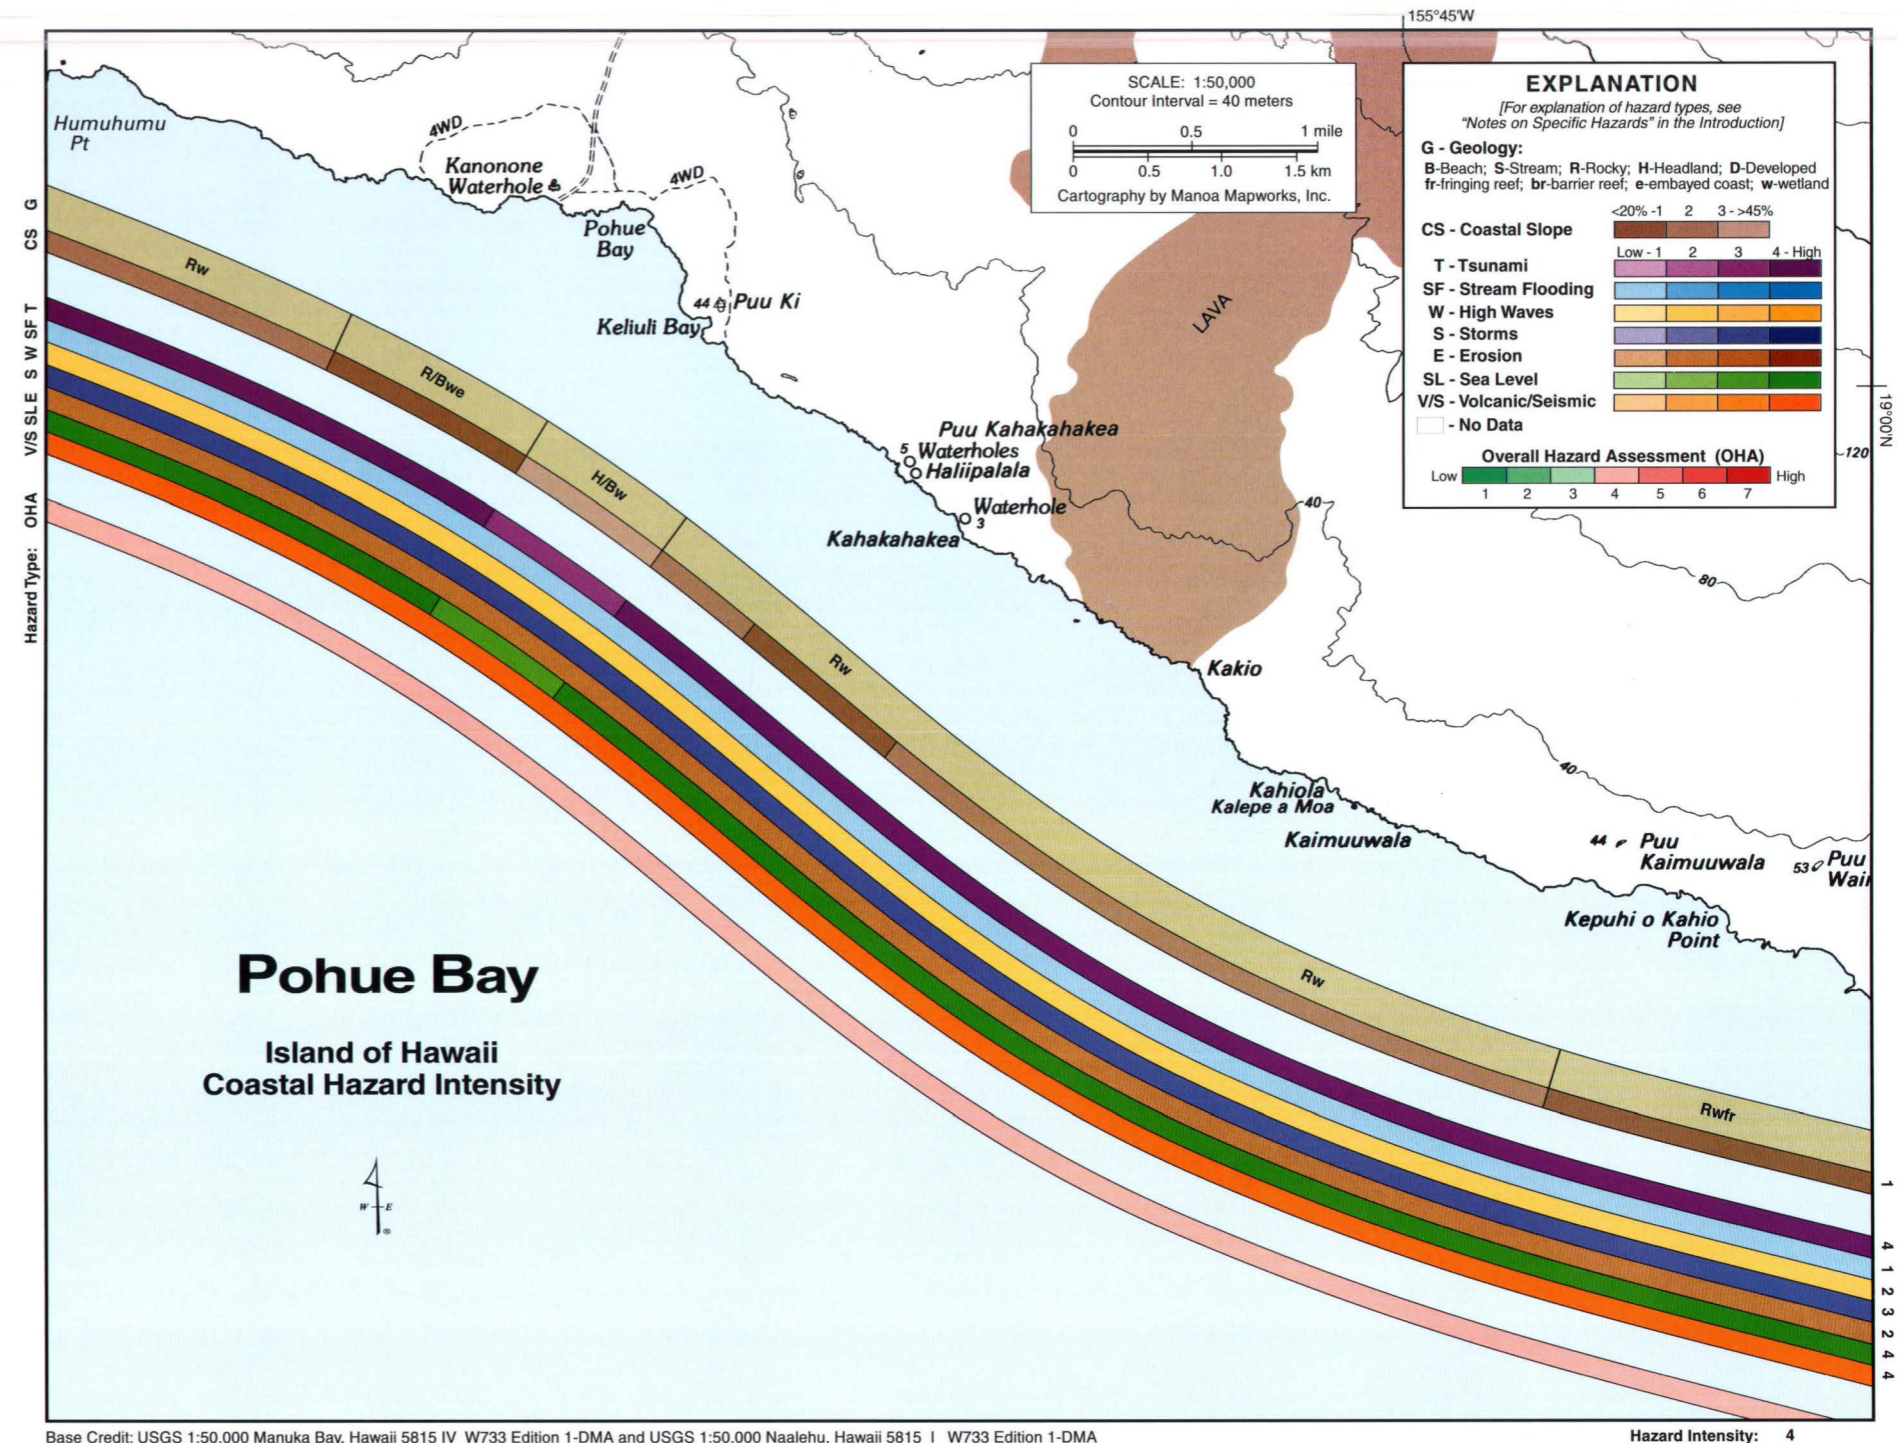 155°45'W
Humuhumu
Pt
4WD
Kanonone
Waterhole
4WD
Pohue
Bay
44
Puu Ki
Keliuli Bay
SCALE: 1:50,000
Contour Interval = 40 meters
0 0.5 1 mile
0 0.5 1.0 1.5 km
Cartography by Manoa Mapworks, Inc.
EXPLANATION
[For explanation of hazard types, see
"Notes on Specific Hazards" in the Introduction]
G - Geology:
B-Beach; S-Stream; R-Rocky; H-Headland; D-Developed
fr-fringing reef; br-barrier reef; e-embayed coast; w-wetland
<20% -1 2 3 - >45%
CS - Coastal Slope
Low - 1 2 3 4 - High
T - Tsunami
SF - Stream Flooding
W - High Waves
S - Storms
E - Erosion
SL - Sea Level
V/S - Volcanic/Seismic
- No Data
Overall Hazard Assessment (OHA)
Low High
1 2 3 4 5 6 7
19°00'N
120
LAVA
Puu Kahakahakea
5
Waterholes
Haliipalala
Waterhole
3
Kahakahakea
40
80
Kakio
40
Kahiola
Kalepe a Moa
Kaimuuwala
44
Puu
Kaimuuwala
53
Puu
Wai
Kepuhi o Kahio
Point
G
CS
T
SF
W
S
E
SL
V/S
OHA
Hazard Type:
Rw
R/Bwe
H/Bw
Rw
Rw
Rwfr
Pohue Bay
Island of Hawaii
Coastal Hazard Intensity
W E
1
4
1
2
3
2
4
4
Base Credit: USGS 1:50,000 Manuka Bay, Hawaii 5815 IV W733 Edition 1-DMA and USGS 1:50,000 Naalehu, Hawaii 5815 I W733 Edition 1-DMA
Hazard Intensity: 4